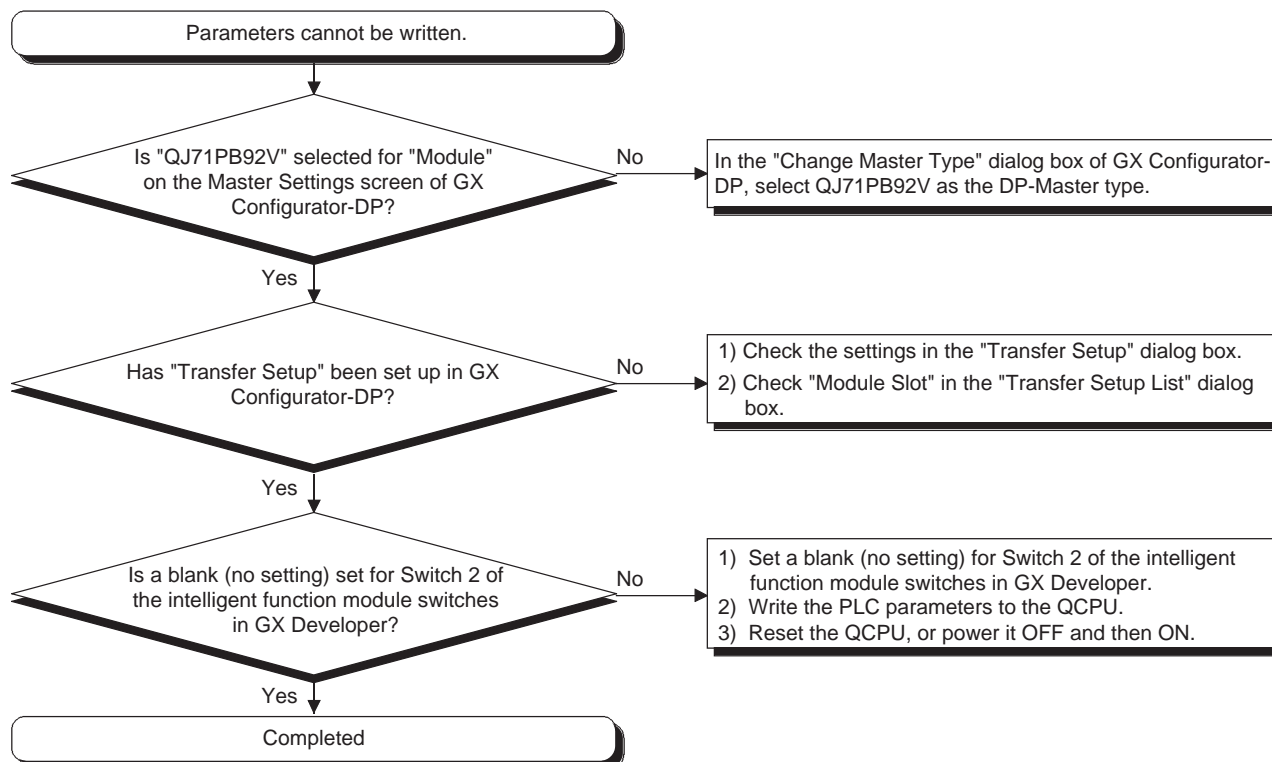 Parameters cannot be written.
Is "QJ71PB92V" selected for "Module"
on the Master Settings screen of GX
Configurator-DP?
No
In the "Change Master Type" dialog box of GX Configurator-
DP, select QJ71PB92V as the DP-Master type.
Yes
Has "Transfer Setup" been set up in GX
Configurator-DP?
No
1) Check the settings in the "Transfer Setup" dialog box.
2) Check "Module Slot" in the "Transfer Setup List" dialog
box.
Yes
Is a blank (no setting) set for Switch 2 of
the intelligent function module switches
in GX Developer?
No
1) Set a blank (no setting) for Switch 2 of the intelligent
function module switches in GX Developer.
2) Write the PLC parameters to the QCPU.
3) Reset the QCPU, or power it OFF and then ON.
Yes
Completed